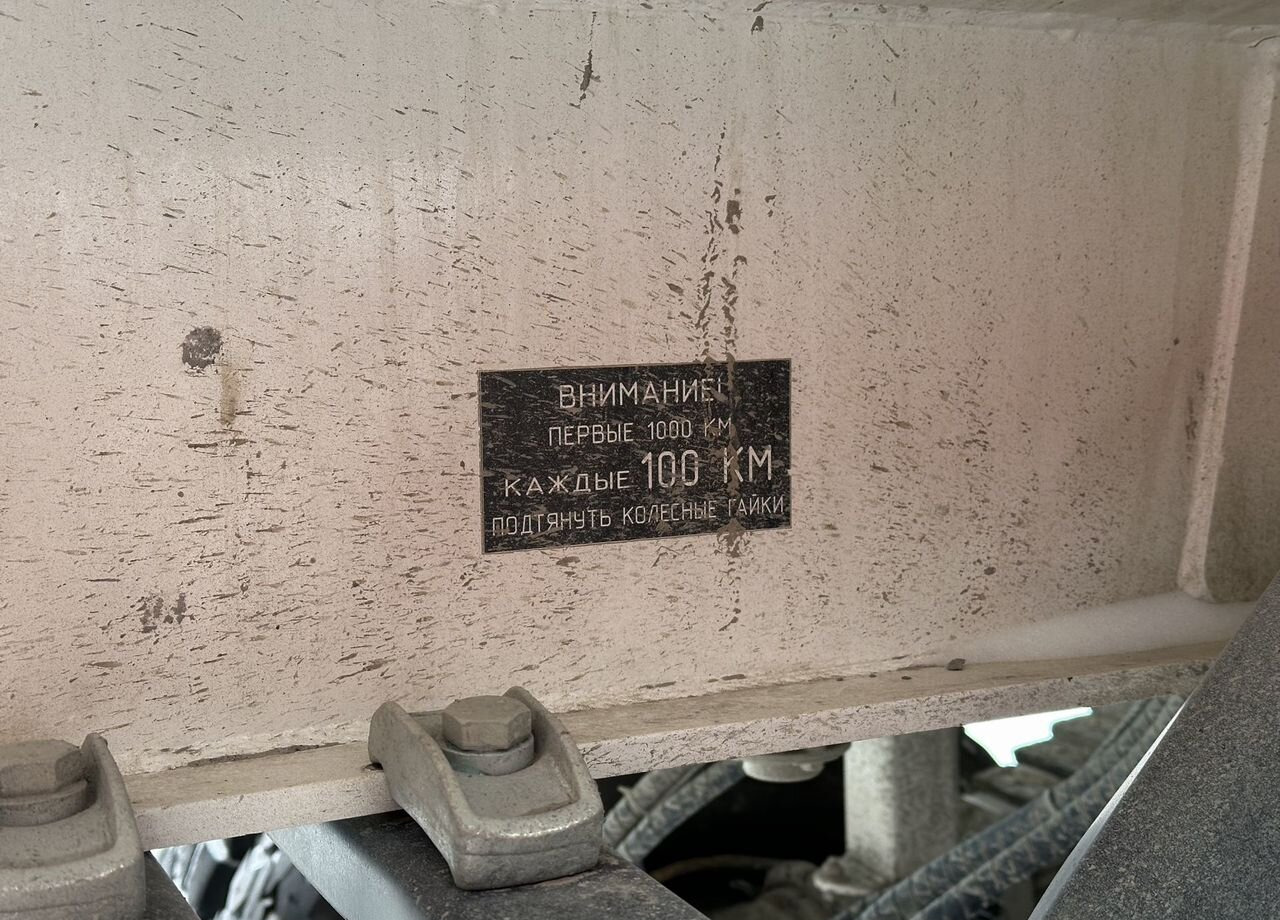 ВНИМАНИЕ!
ПЕРВЫЕ 1000 КМ
КАЖДЫЕ 100 КМ
ПОДТЯНУТЬ КОЛЕСНЫЕ ГАЙКИ